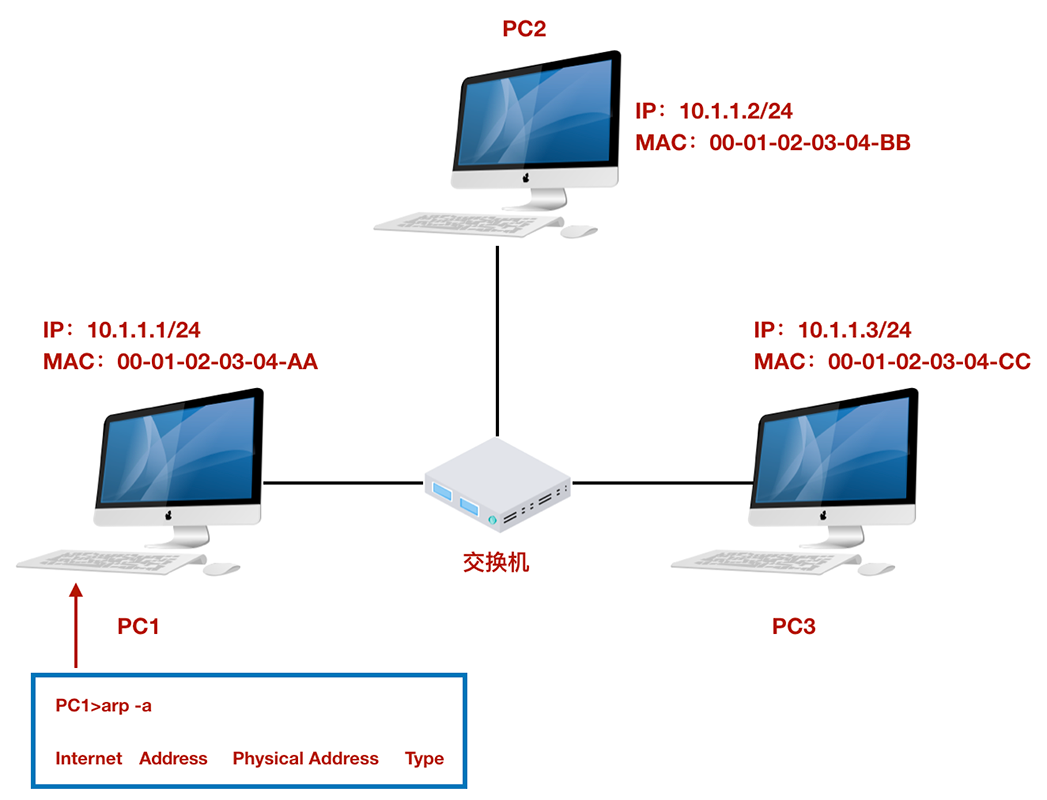 PC2
IP：10.1.1.2/24
MAC：00-01-02-03-04-BB
IP：10.1.1.1/24
MAC：00-01-02-03-04-AA
IP：10.1.1.3/24
MAC：00-01-02-03-04-CC
交换机
PC1
PC3
PC1>arp -a
Internet Address Physical Address Type